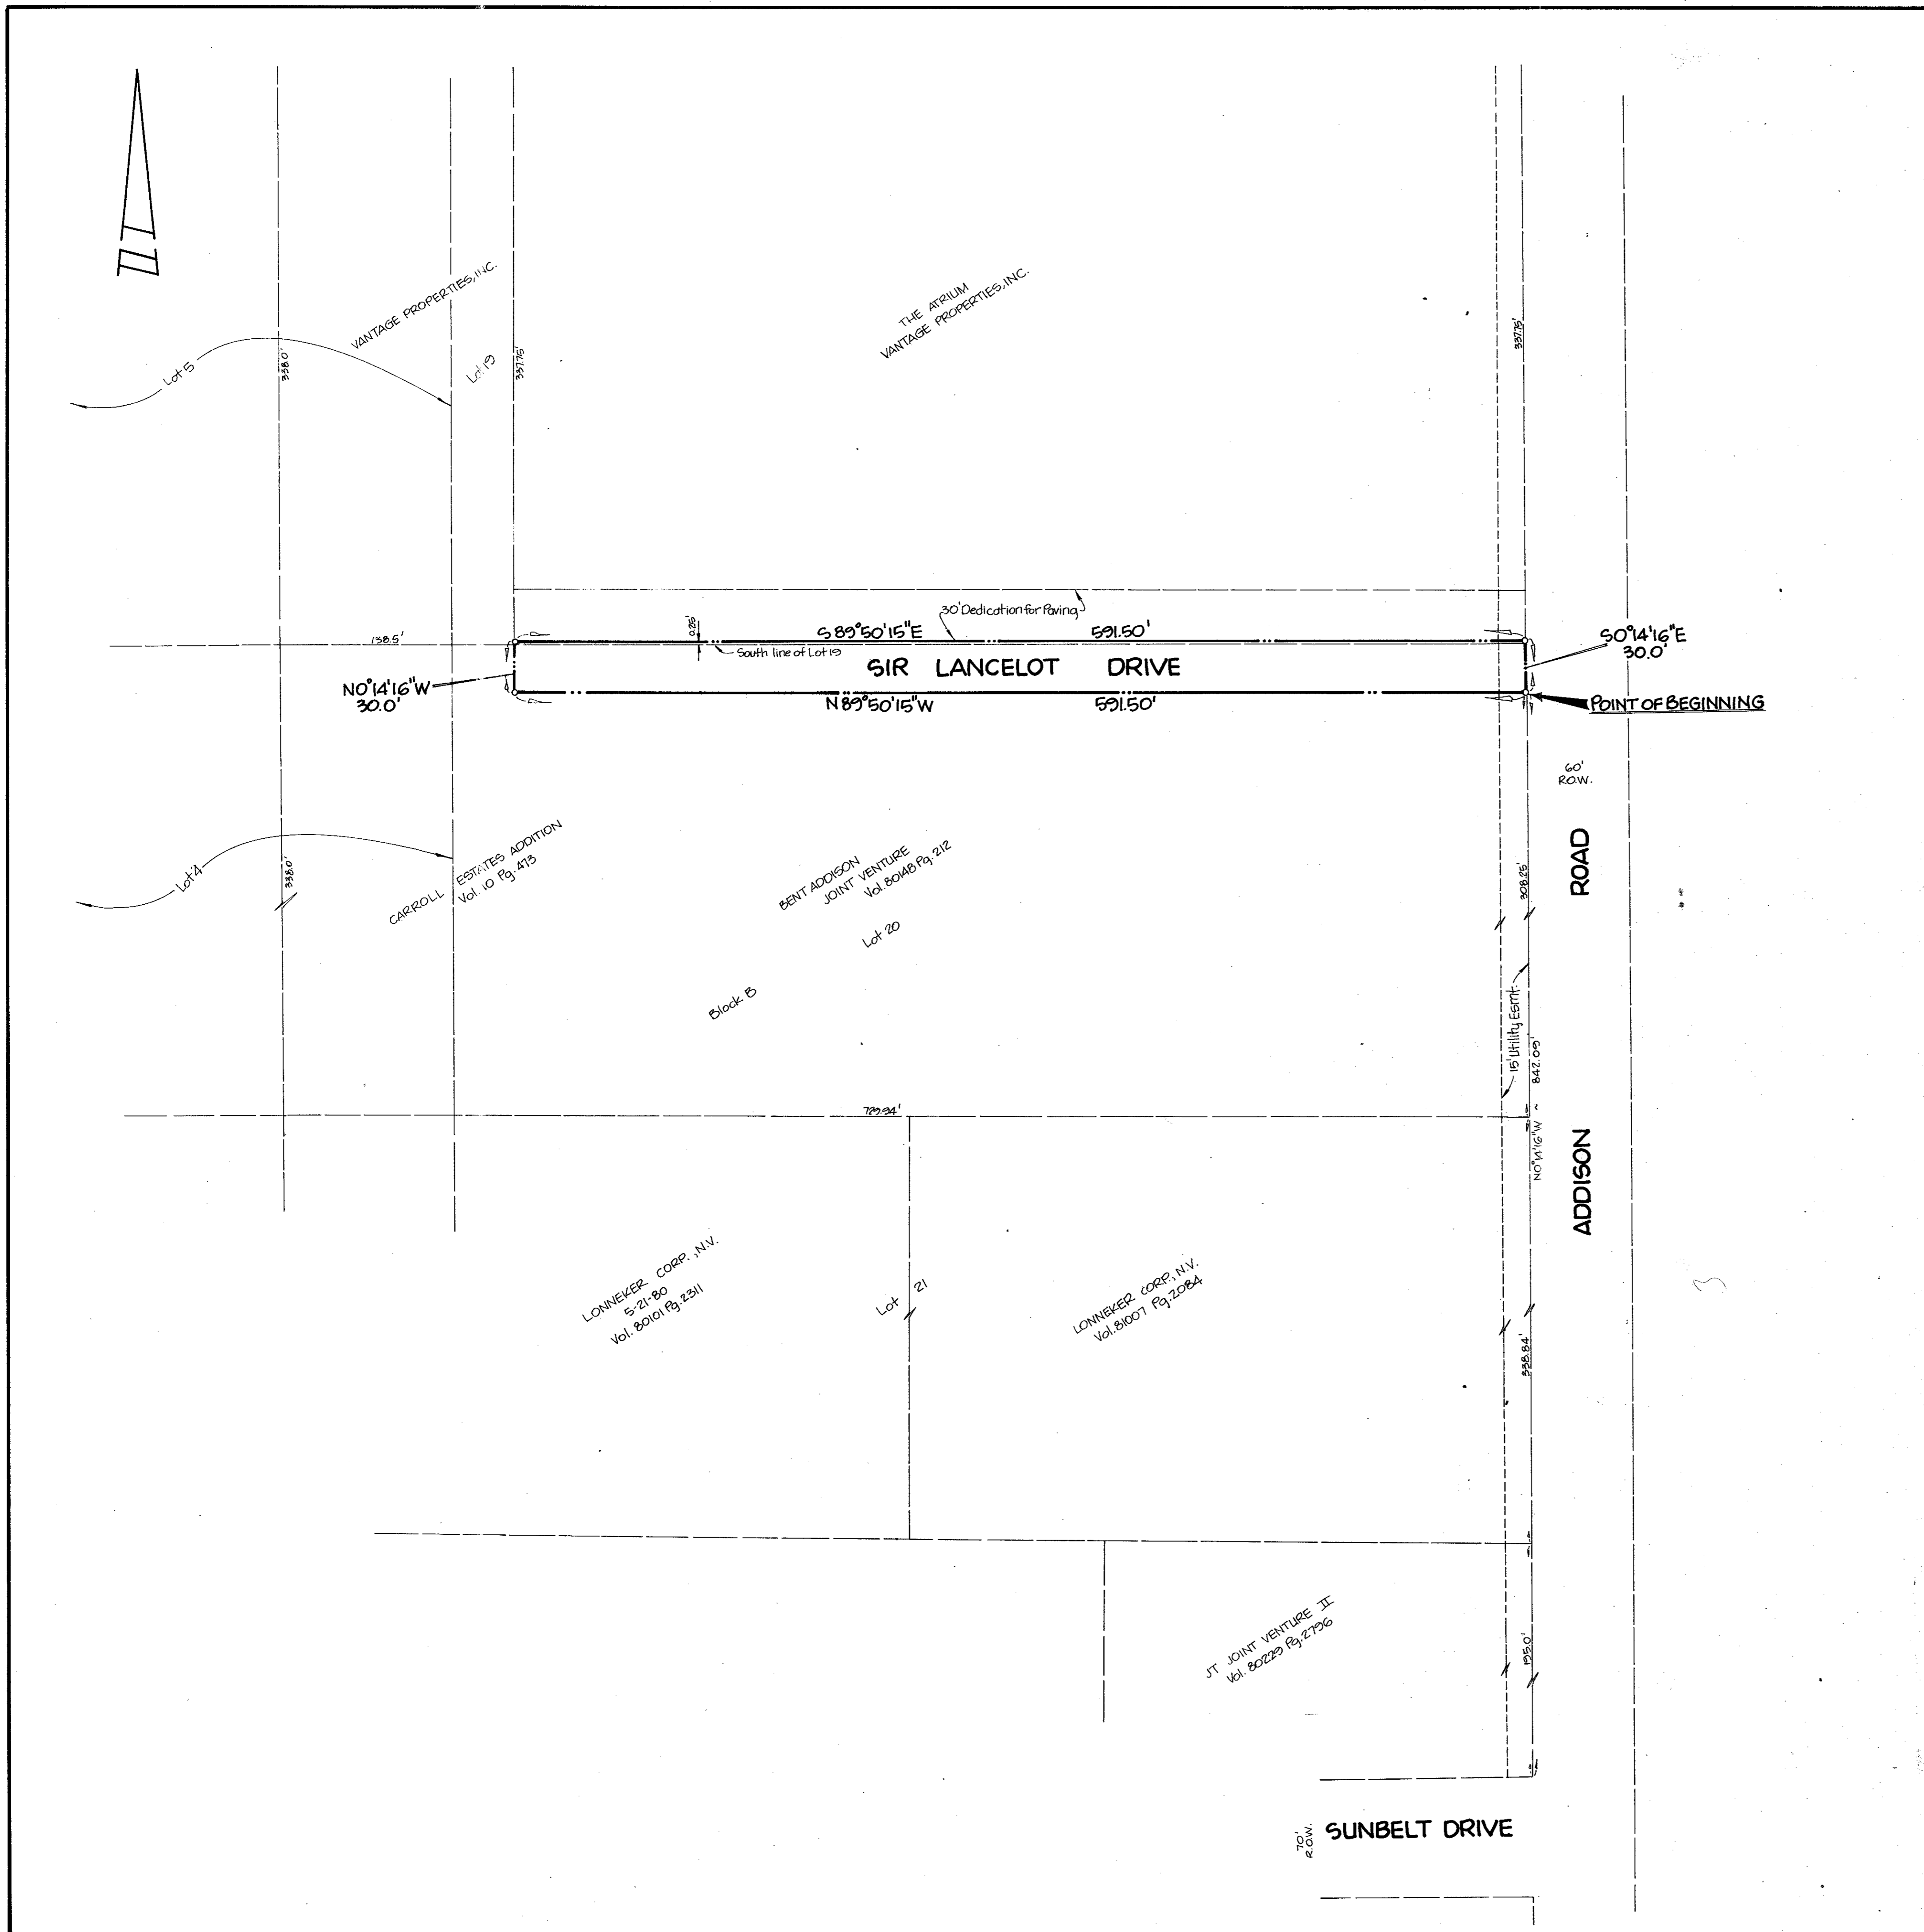 VANTAGE PROPERTIES, INC.
Lot 5
338.0'
Lot 19
337.75'
THE ATRIUM
VANTAGE PROPERTIES, INC.
337.75'
30' Dedication for Paving
138.5'
0.25'
S 89°50'15"E 591.50'
South line of Lot 19
S0°14'16"E
30.0'
SIR LANCELOT DRIVE
N0°14'16"W
30.0'
N 89°50'15"W 591.50'
POINT OF BEGINNING
60'
R.O.W.
Lot 4
338.0'
CARROLL ESTATES ADDITION
Vol. 10 Pg. 473
BENT ADDISON
JOINT VENTURE
Vol. 80148 Pg. 212
Lot 20
Block B
308.25'
15' Utility Esmt.
N0°14'16"W ~ 842.09'
ADDISON ROAD
729.94'
LONNEKER CORP., N.V.
5-21-80
Vol. 80101 Pg. 2311
Lot 21
LONNEKER CORP., N.V.
Vol. 81007 Pg. 2084
338.84'
JT JOINT VENTURE II
Vol. 80229 Pg. 2796
195.0'
70'
R.O.W.
SUNBELT DRIVE